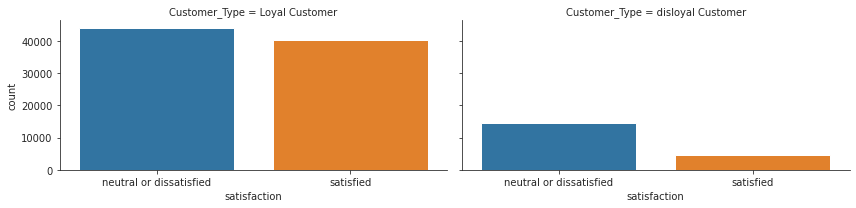 Customer_Type = Loyal Customer
Customer_Type = disloyal Customer
count
40000
30000
20000
10000
0
neutral or dissatisfied
satisfied
neutral or dissatisfied
satisfied
satisfaction
satisfaction